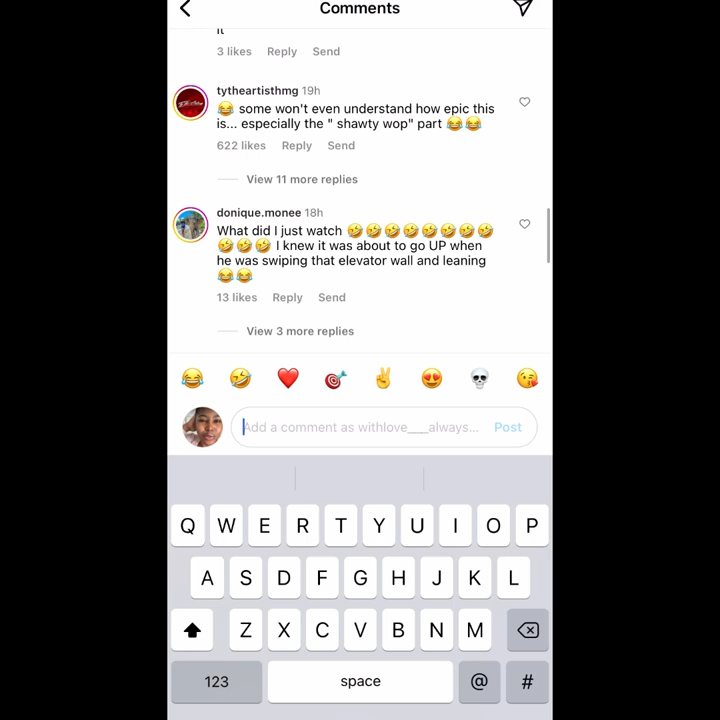 Comments
it
3 likes Reply Send
tytheartisthmg 19h
😂 some won't even understand how epic this
is... especially the " shawty wop" part 😂😂
622 likes Reply Send
View 11 more replies
donique.monee 18h
What did I just watch 🤣🤣🤣🤣🤣🤣🤣🤣
🤣🤣🤣 I knew it was about to go UP when
he was swiping that elevator wall and leaning
😂😂
13 likes Reply Send
View 3 more replies
😂 🤣 ❤️ 🎯 ✌️ 😍 💀 😘
Add a comment as withlove___always... Post
Q W E R T Y U I O P
A S D F G H J K L
Z X C V B N M
123 space @ #